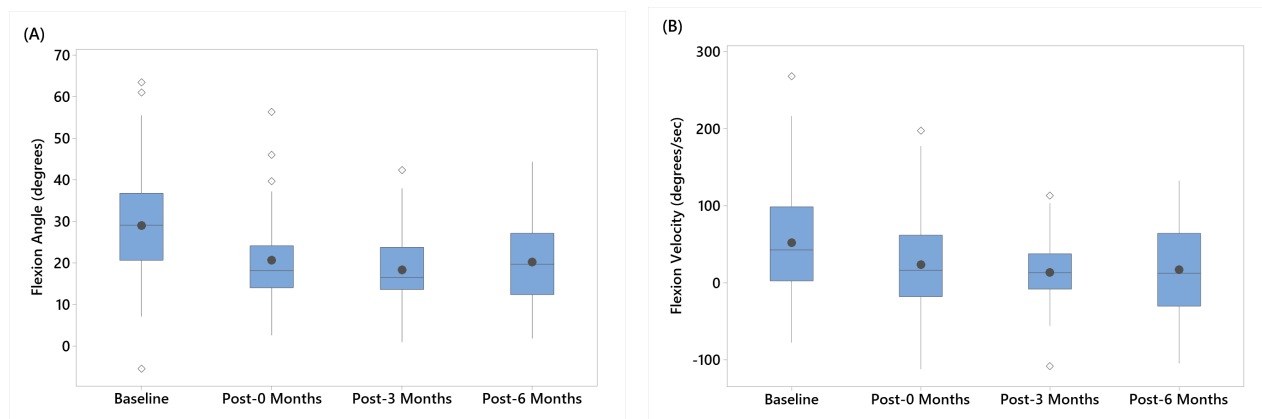 (A)
Flexion Angle (degrees)
70
60
50
40
30
20
10
0
Baseline Post-0 Months Post-3 Months Post-6 Months
(B)
Flexion Velocity (degrees/sec)
300
200
100
0
-100
Baseline Post-0 Months Post-3 Months Post-6 Months